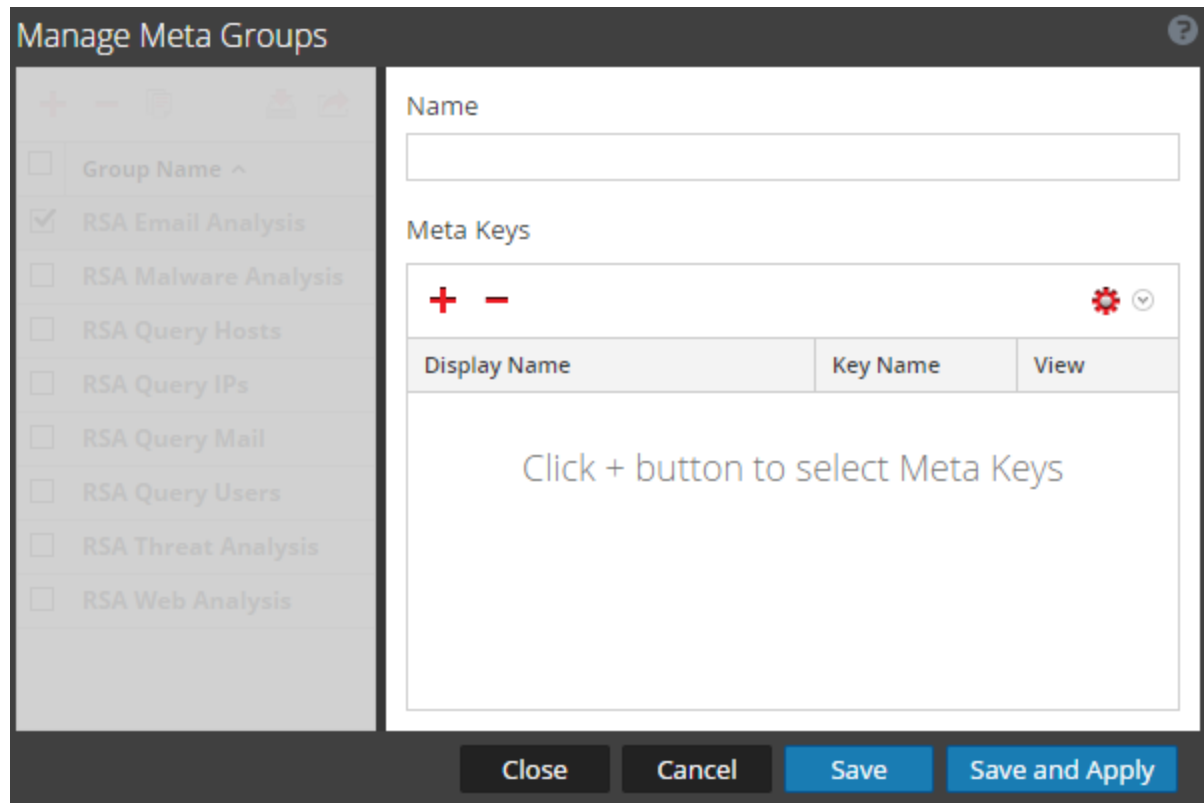 Manage Meta Groups
?
Group Name
RSA Email Analysis
RSA Malware Analysis
RSA Query Hosts
RSA Query IPs
RSA Query Mail
RSA Query Users
RSA Threat Analysis
RSA Web Analysis
Name
Meta Keys
Display Name Key Name View
Click + button to select Meta Keys
Close Cancel Save Save and Apply